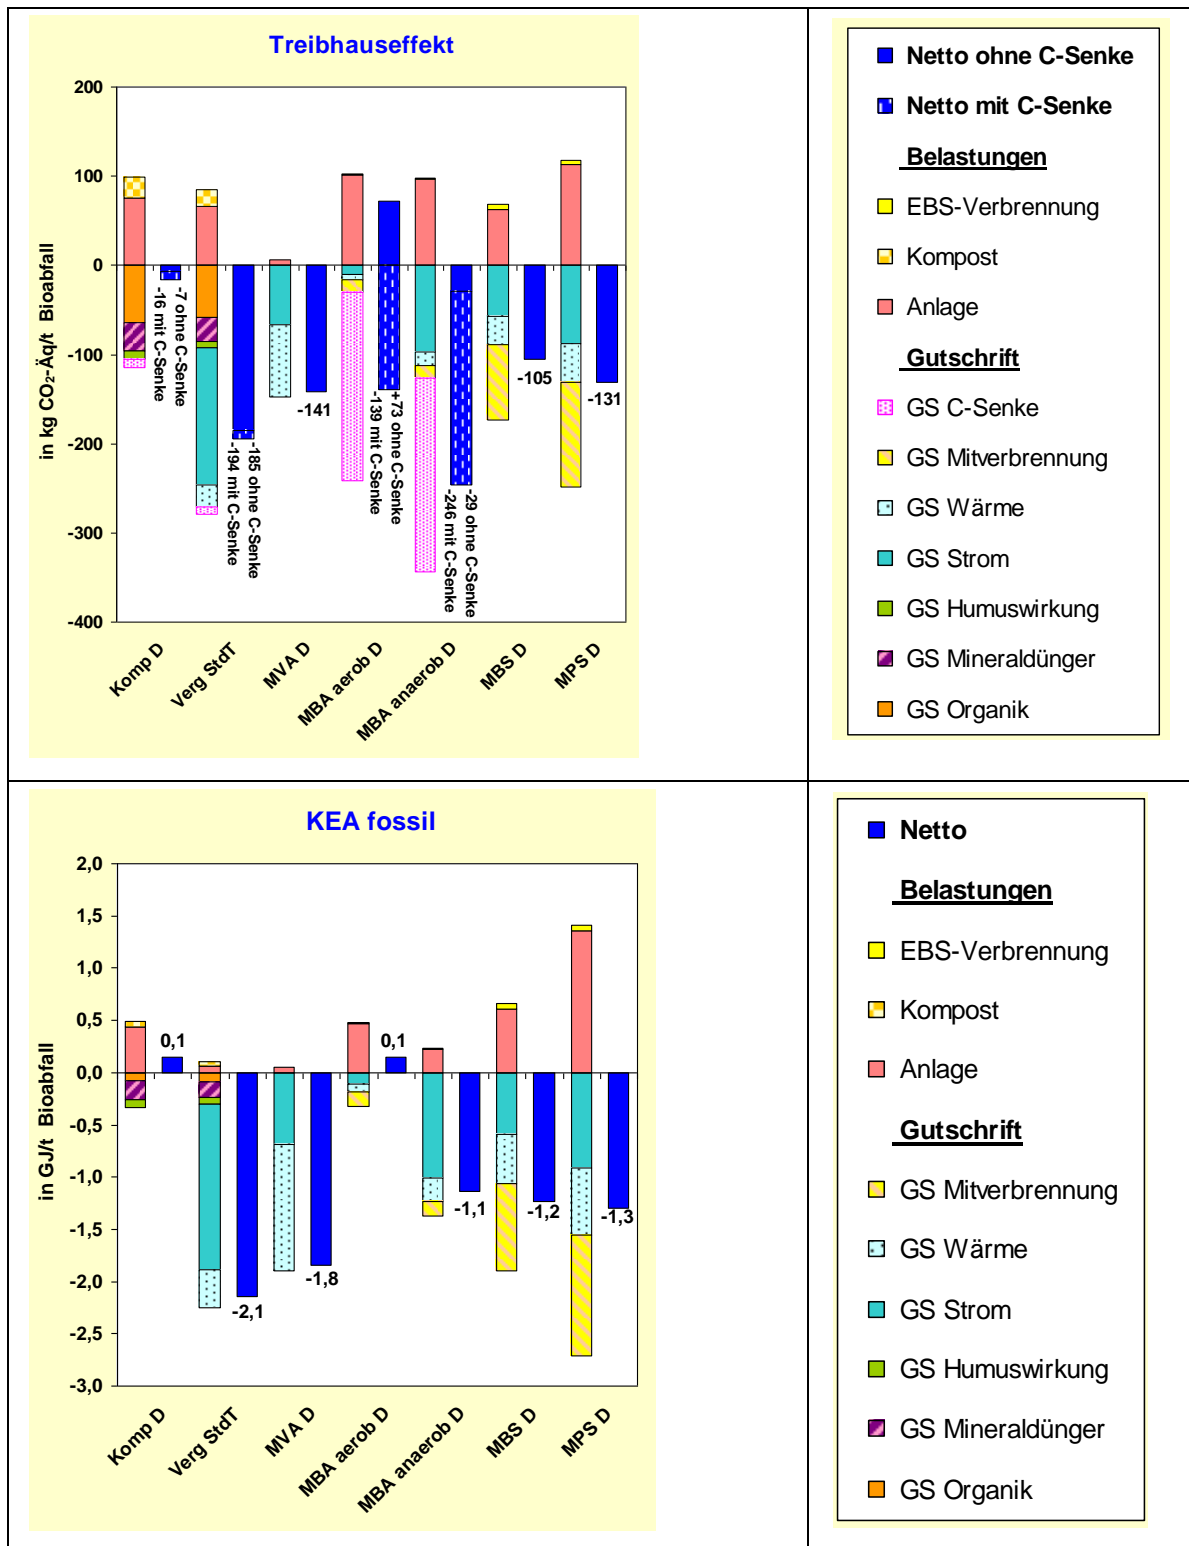 Treibhauseffekt
in kg CO₂-Äq/t Bioabfall
200
100
0
-100
-200
-300
-400
-16 mit C-Senke
-7 ohne C-Senke
-194 mit C-Senke
-185 ohne C-Senke
-141
-139 mit C-Senke
+73 ohne C-Senke
-246 mit C-Senke
-29 ohne C-Senke
-105
-131
Komp D
Verg StdT
MVA D
MBA aerob D
MBA anaerob D
MBS D
MPS D
Netto ohne C-Senke
Netto mit C-Senke
Belastungen
EBS-Verbrennung
Kompost
Anlage
Gutschrift
GS C-Senke
GS Mitverbrennung
GS Wärme
GS Strom
GS Humuswirkung
GS Mineraldünger
GS Organik
KEA fossil
in GJ/t Bioabfall
2,0
1,5
1,0
0,5
0,0
-0,5
-1,0
-1,5
-2,0
-2,5
-3,0
0,1
-2,1
-1,8
0,1
-1,1
-1,2
-1,3
Komp D
Verg StdT
MVA D
MBA aerob D
MBA anaerob D
MBS D
MPS D
Netto
Belastungen
EBS-Verbrennung
Kompost
Anlage
Gutschrift
GS Mitverbrennung
GS Wärme
GS Strom
GS Humuswirkung
GS Mineraldünger
GS Organik